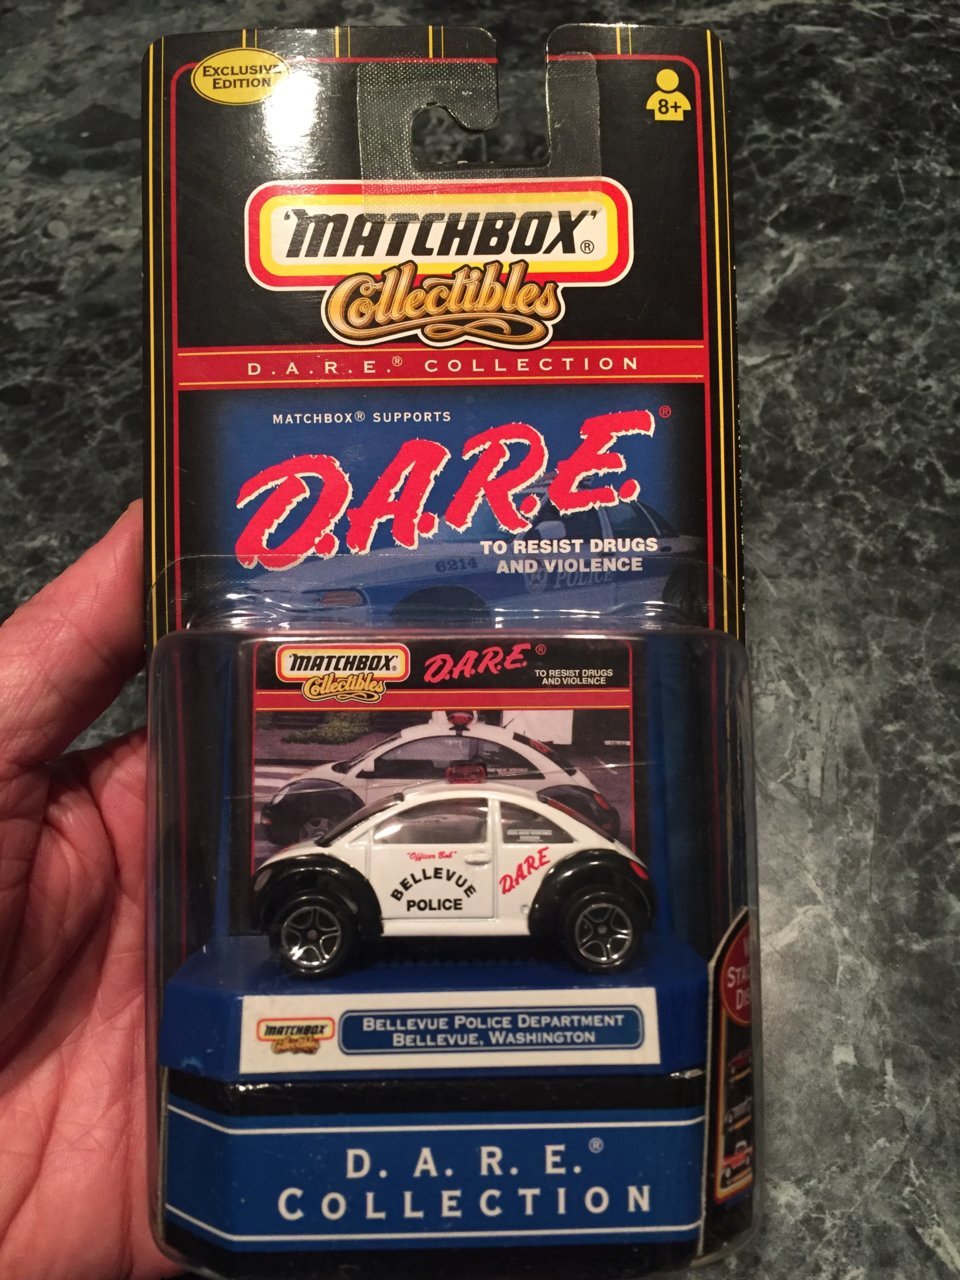 EXCLUSIVE
EDITION
8+
'MATCHBOX'®
Collectibles
D.A.R.E.® COLLECTION
MATCHBOX® SUPPORTS
D.A.R.E.®
TO RESIST DRUGS
AND VIOLENCE
6214
POLICE
'MATCHBOX'
Collectibles
D.A.R.E.®
TO RESIST DRUGS
AND VIOLENCE
"Officer Bob"
BELLEVUE
POLICE
D.A.R.E
MATCHBOX
Collectibles
BELLEVUE POLICE DEPARTMENT
BELLEVUE, WASHINGTON
D. A. R. E.®
COLLECTION